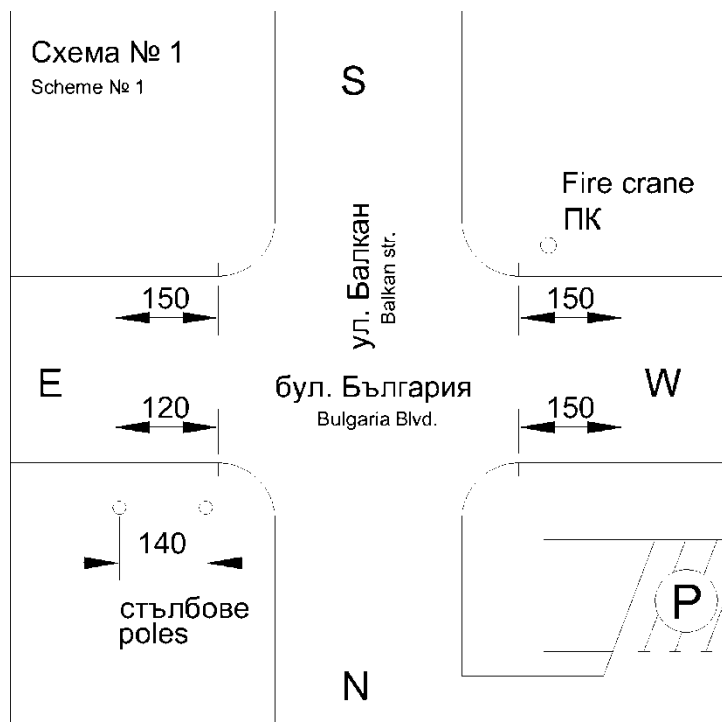 Схема № 1
Scheme № 1
S
Fire crane
ПК
ул. Балкан
Balkan str.
150
150
E
бул. България
Bulgaria Blvd.
W
120
150
140
стълбове
poles
P
N